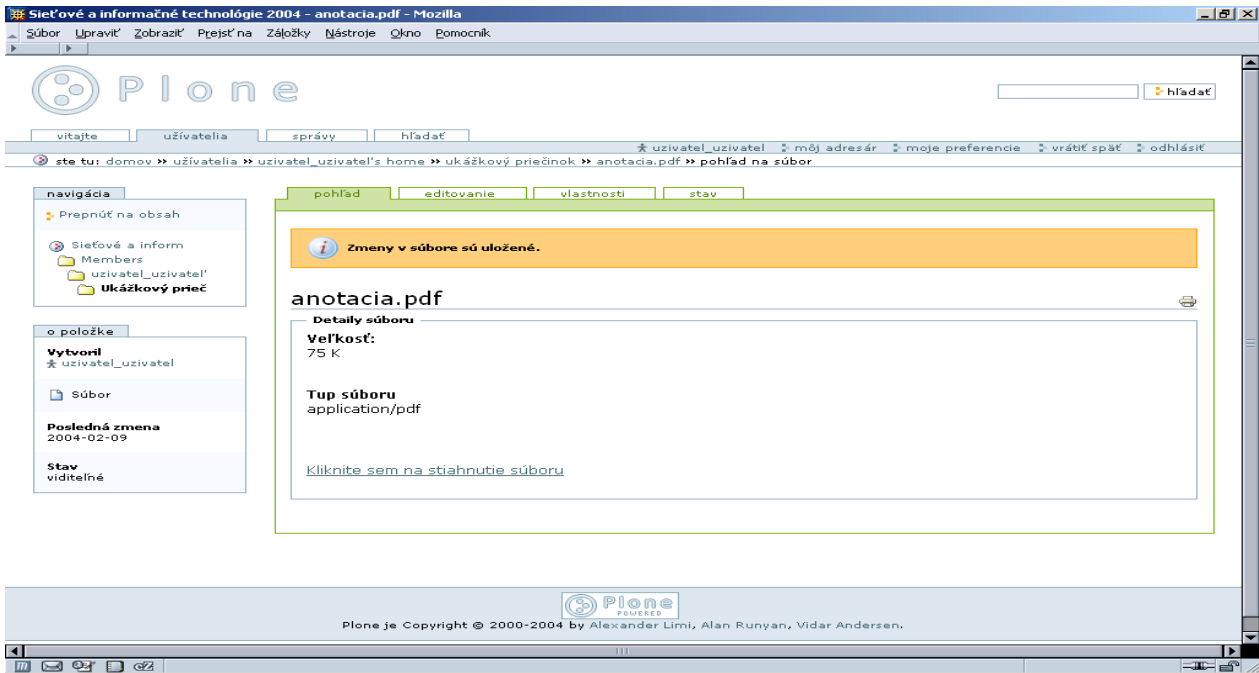 Sieťové a informačné technológie 2004 - anotacia.pdf - Mozilla
Súbor Upraviť Zobraziť Prejsť na Záložky Nástroje Okno Pomocník
Plone
hľadať
vitajte užívatelia správy hľadať
uzivatel_uzivatel môj adresár moje preferencie vrátiť späť odhlásiť
ste tu: domov » užívatelia » uzivatel_uzivatel's home » ukážkový priečinok » anotacia.pdf » pohľad na súbor
navigácia
Prepnúť na obsah
Sieťové a inform
Members
uzivatel_uzivatel'
Ukážkový prieč
o položke
Vytvoril
uzivatel_uzivatel
Súbor
Posledná zmena
2004-02-09
Stav
viditeľné
pohľad editovanie vlastnosti stav
Zmeny v súbore sú uložené.
anotacia.pdf
Detaily súboru
Veľkosť:
75 K
Tup súboru
application/pdf
Kliknite sem na stiahnutie súboru
Plone
POWERED
Plone je Copyright © 2000-2004 by Alexander Limi, Alan Runyan, Vidar Andersen.